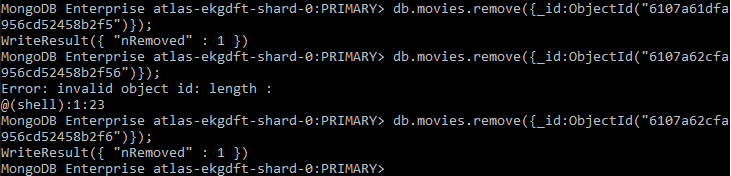 MongoDB Enterprise atlas-ekgdft-shard-0:PRIMARY> db.movies.remove({_id:ObjectId("6107a61dfa
956cd52458b2f5")});
WriteResult({ "nRemoved" : 1 })
MongoDB Enterprise atlas-ekgdft-shard-0:PRIMARY> db.movies.remove({_id:ObjectId("6107a62cfa
956cd52458b2f56")});
Error: invalid object id: length :
@(shell):1:23
MongoDB Enterprise atlas-ekgdft-shard-0:PRIMARY> db.movies.remove({_id:ObjectId("6107a62cfa
956cd52458b2f6")});
WriteResult({ "nRemoved" : 1 })
MongoDB Enterprise atlas-ekgdft-shard-0:PRIMARY>